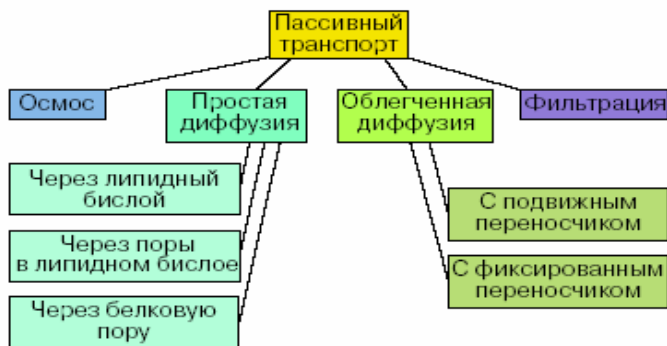 Пассивный
транспорт
Осмос
Простая
диффузия
Облегченная
диффузия
Фильтрация
Через липидный
бислой
Через поры
в липидном бислое
Через белковую
пору
С подвижным
переносчиком
С фиксированным
переносчиком